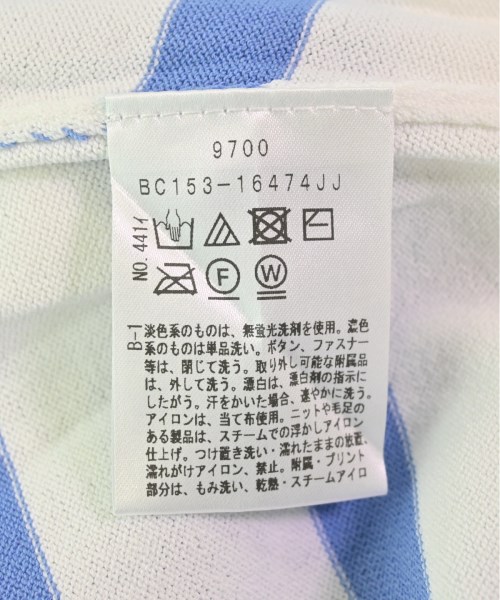 9700
BC153-16474JJ
NO.441イ
F W
B-1
淡色系のものは、無蛍光洗剤を使用。濃色
系のものは単品洗い。ボタン、ファスナー
等は、閉じて洗う。取り外し可能な附属品
は、外して洗う。漂白は、漂白剤の指示に
したがう。汗をかいた場合、速やかに洗う。
アイロンは、当て布使用。ニットや毛足の
ある製品は、スチームでの浮かしアイロン
仕上げ。つけ置き洗い・濡れたままの放置、
濡れがけアイロン、禁止。附属・プリント
部分は、もみ洗い、乾熱・スチームアイロ